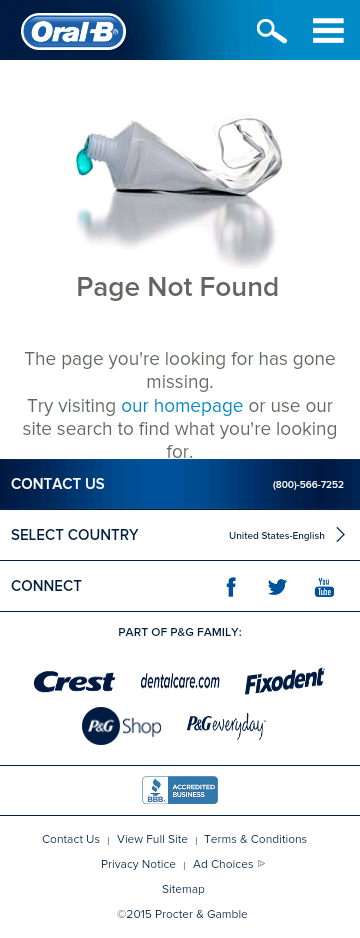 Oral-B
Page Not Found
The page you're looking for has gone
missing.
Try visiting our homepage or use our
site search to find what you're looking
for.
CONTACT US (800)-566-7252
SELECT COUNTRY United States-English
CONNECT f You Tube
PART OF P&G FAMILY:
Crest dentalcare.com Fixodent
P&G Shop P&G everyday
BBB. ACCREDITED BUSINESS
Contact Us | View Full Site | Terms & Conditions
Privacy Notice | Ad Choices
Sitemap
©2015 Procter & Gamble